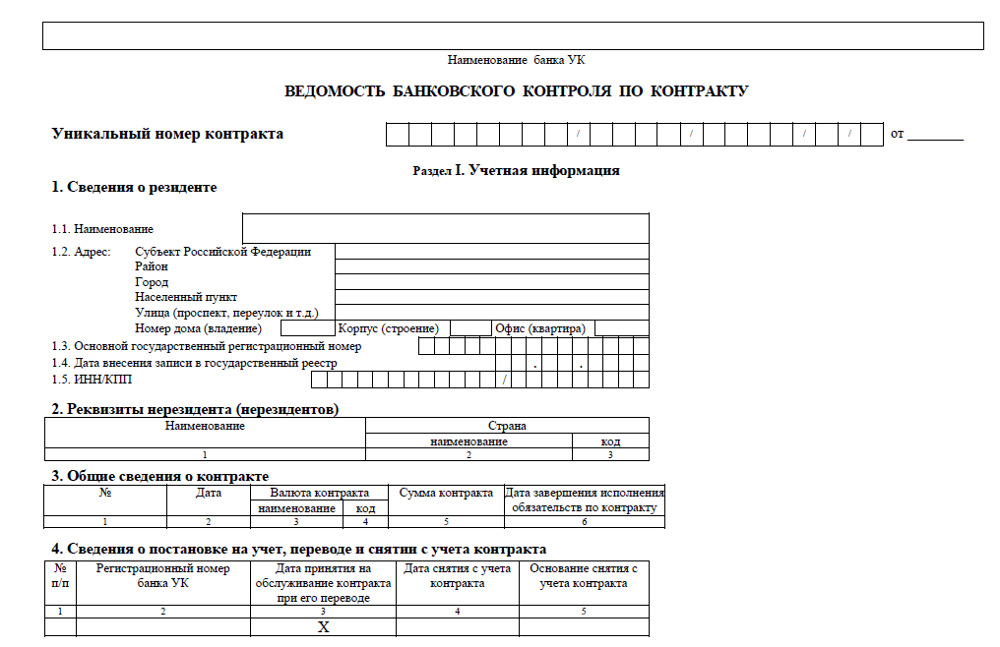 Наименование банка УК
ВЕДОМОСТЬ БАНКОВСКОГО КОНТРОЛЯ ПО КОНТРАКТУ
Уникальный номер контракта / / / / от ________
Раздел I. Учетная информация
1. Сведения о резиденте
1.1. Наименование
1.2. Адрес: Субъект Российской Федерации
Район
Город
Населенный пункт
Улица (проспект, переулок и т.д.)
Номер дома (владение) Корпус (строение) Офис (квартира)
1.3. Основной государственный регистрационный номер
1.4. Дата внесения записи в государственный реестр . .
1.5. ИНН/КПП /
2. Реквизиты нерезидента (нерезидентов)
Наименование Страна
наименование код
1 2 3
3. Общие сведения о контракте
№ Дата Валюта контракта Сумма контракта Дата завершения исполнения
наименование код обязательств по контракту
1 2 3 4 5 6
4. Сведения о постановке на учет, переводе и снятии с учета контракта
№ Регистрационный номер Дата принятия на Дата снятия с учета Основание снятия с
п/п банка УК обслуживание контракта контракта учета контракта
при его переводе
1 2 3 4 5
Х